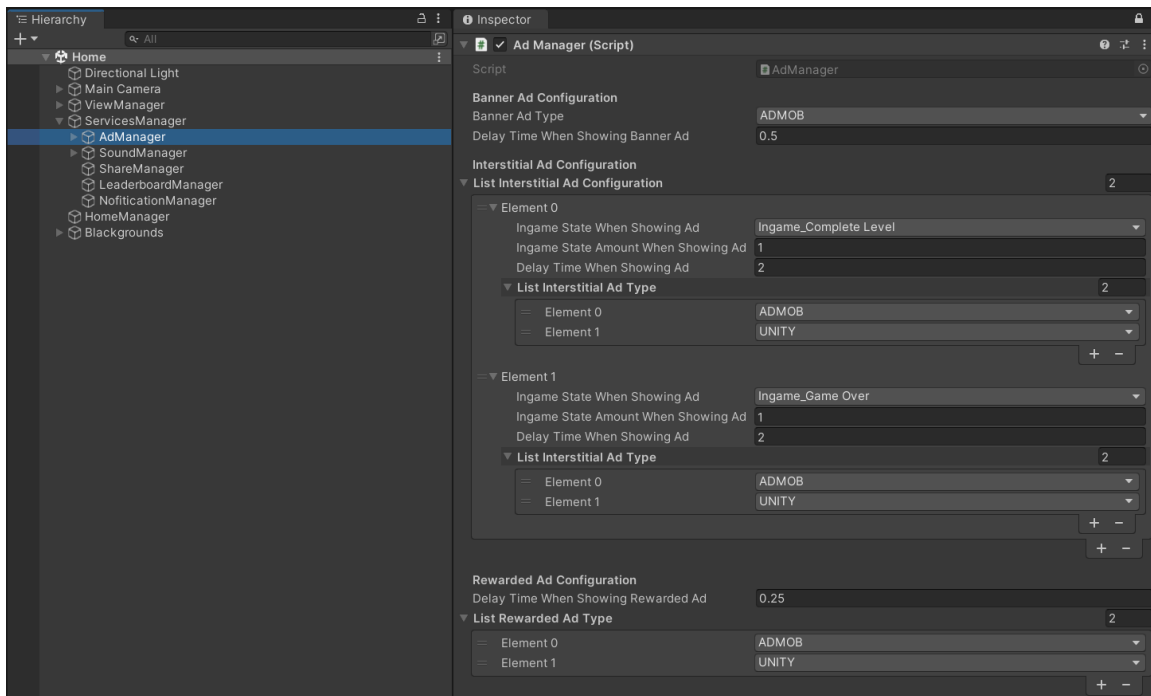 Hierarchy
All
Home
Directional Light
Main Camera
ViewManager
ServicesManager
AdManager
SoundManager
ShareManager
LeaderboardManager
NofiticationManager
HomeManager
Blackgrounds
Inspector
Ad Manager (Script)
Script AdManager
Banner Ad Configuration
Banner Ad Type ADMOB
Delay Time When Showing Banner Ad 0.5
Interstitial Ad Configuration
List Interstitial Ad Configuration 2
Element 0
Ingame State When Showing Ad Ingame_Complete Level
Ingame State Amount When Showing Ad 1
Delay Time When Showing Ad 2
List Interstitial Ad Type 2
Element 0 ADMOB
Element 1 UNITY
Element 1
Ingame State When Showing Ad Ingame_Game Over
Ingame State Amount When Showing Ad 1
Delay Time When Showing Ad 2
List Interstitial Ad Type 2
Element 0 ADMOB
Element 1 UNITY
Rewarded Ad Configuration
Delay Time When Showing Rewarded Ad 0.25
List Rewarded Ad Type 2
Element 0 ADMOB
Element 1 UNITY